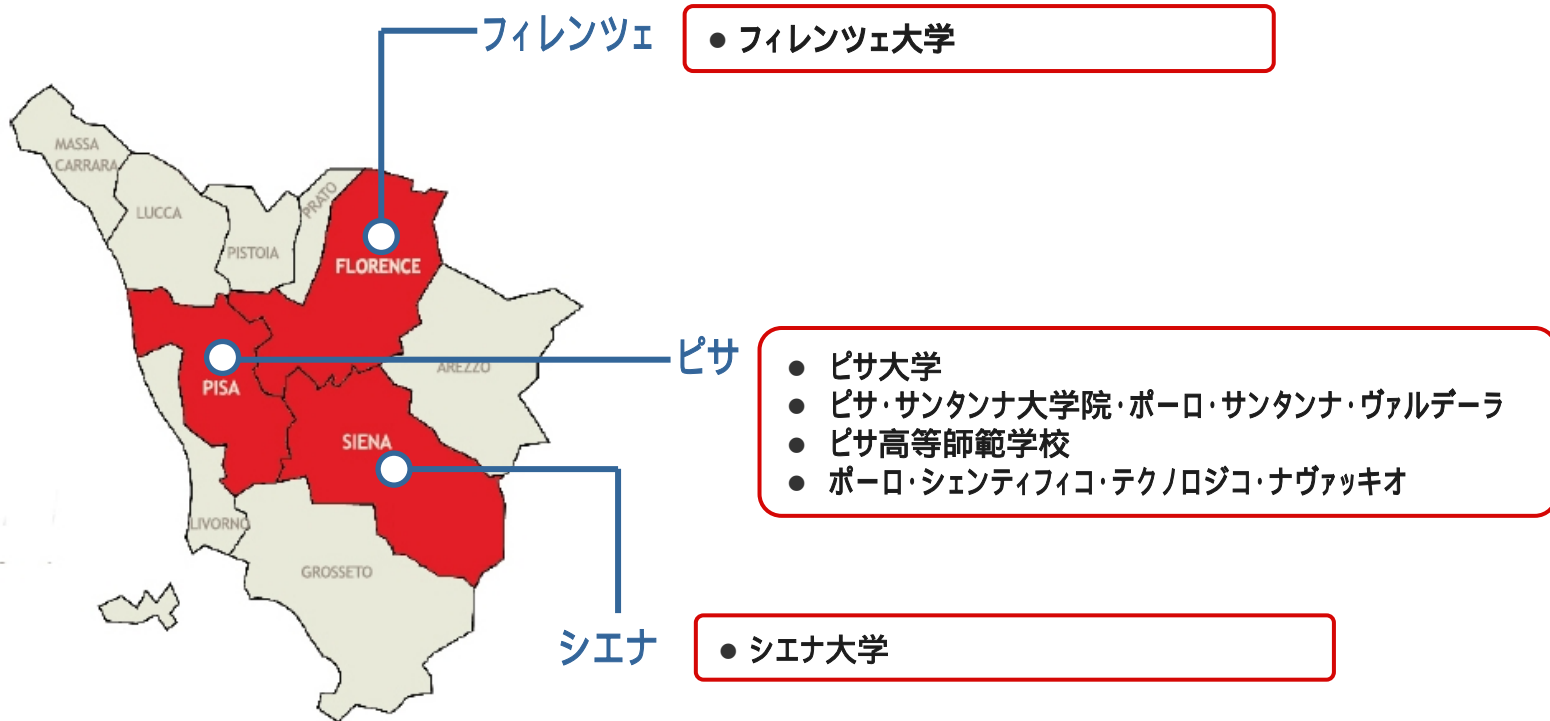 フィレンツェ
● フィレンツェ大学
MASSA
CARRARA
LUCCA
PRATO
PISTOIA
FLORENCE
ピサ
● ピサ大学
● ピサ・サンタンナ大学院・ポーロ・サンタンナ・ヴァルデーラ
● ピサ高等師範学校
● ポーロ・シェンティフィコ・テクノロジコ・ナヴァッキオ
AREZZO
PISA
SIENA
LIVORNO
GROSSETO
シエナ
● シエナ大学